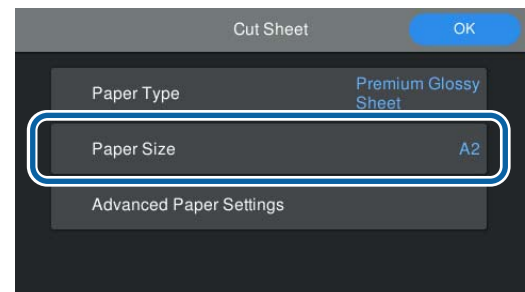 Cut Sheet
OK
Paper Type
Premium Glossy
Sheet
Paper Size
A2
Advanced Paper Settings